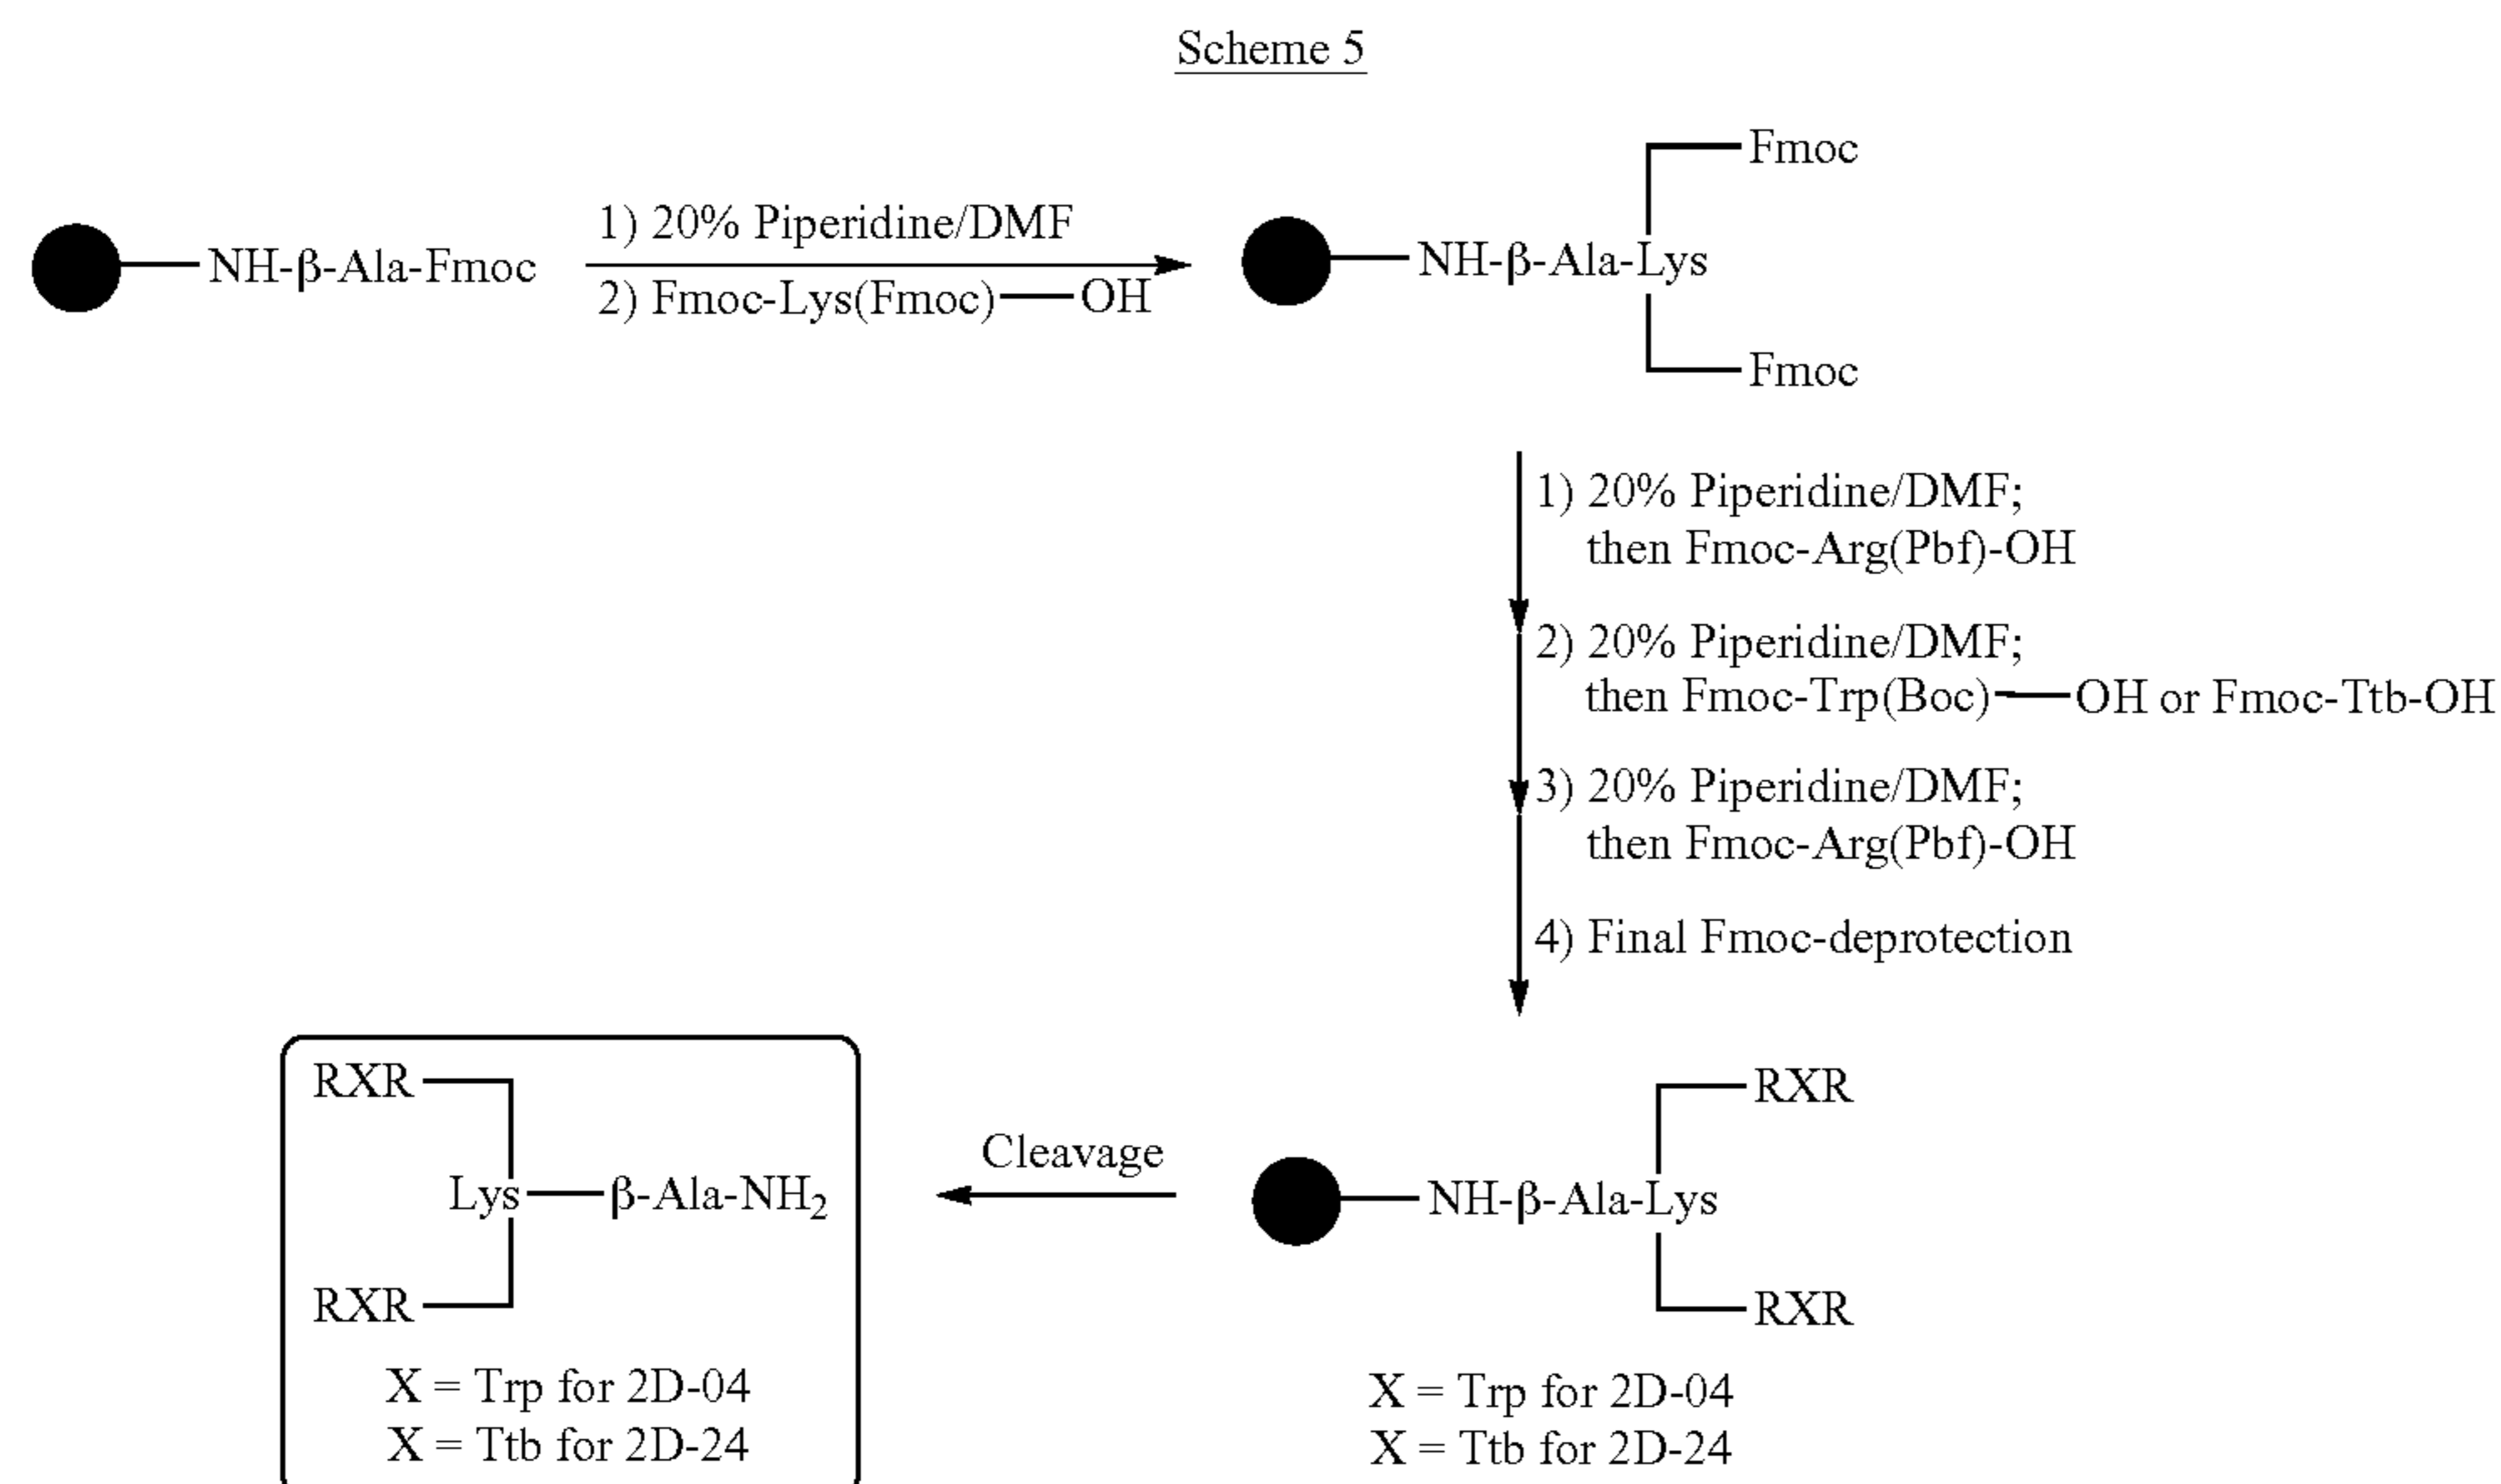 Scheme 5
Fmoc
NH-β-Ala-Fmoc
1) 20% Piperidine/DMF
2) Fmoc-Lys(Fmoc)—OH
NH-β-Ala-Lys
Fmoc
1) 20% Piperidine/DMF;
then Fmoc-Arg(Pbf)-OH
2) 20% Piperidine/DMF;
then Fmoc-Trp(Boc)—OH or Fmoc-Ttb-OH
3) 20% Piperidine/DMF;
then Fmoc-Arg(Pbf)-OH
4) Final Fmoc-deprotection
RXR
NH-β-Ala-Lys
RXR
X = Trp for 2D-04
X = Ttb for 2D-24
Cleavage
RXR
Lys—β-Ala-NH₂
RXR
X = Trp for 2D-04
X = Ttb for 2D-24